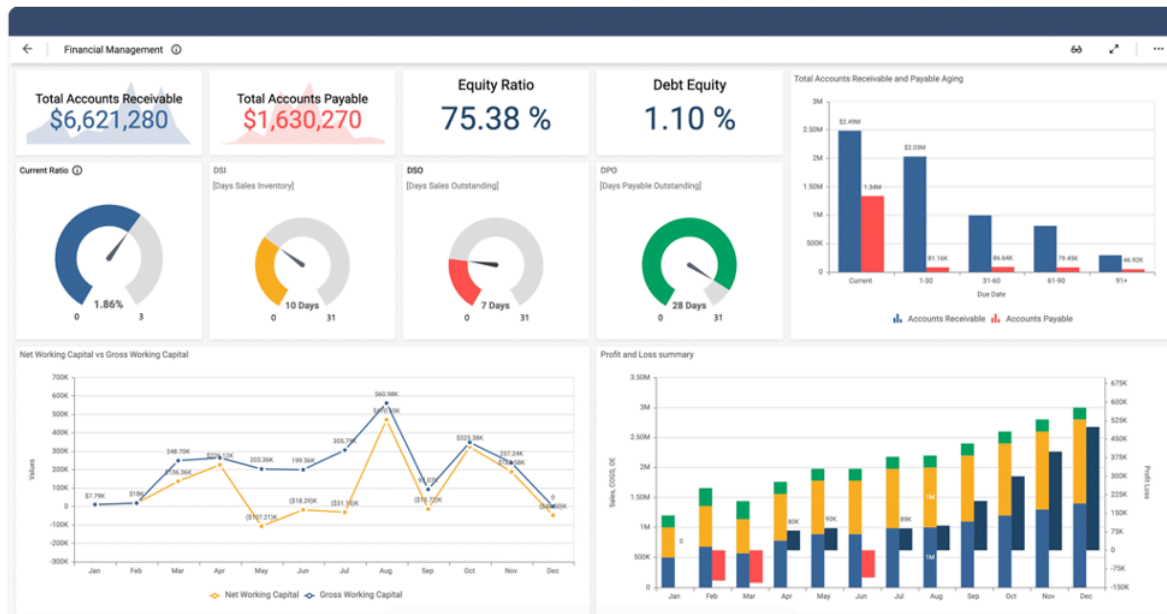 Financial Management
Total Accounts Receivable
$6,621,280
Total Accounts Payable
$1,630,270
Equity Ratio
75.38 %
Debt Equity
1.10 %
Total Accounts Receivable and Payable Aging
3M
2.50M
2M
1.50M
1M
500K
0
$2.49M
1.34M
$2.03M
81.16K
86.64K
79.45K
46.92K
Current
1-30
31-60
61-90
91+
Due Date
Accounts Receivable
Accounts Payable
Current Ratio
1.86%
0
3
DSI
[Days Sales Inventory]
10 Days
0
31
DSO
[Days Sales Outstanding]
7 Days
0
31
DPO
[Days Payable Outstanding]
28 Days
0
31
Net Working Capital vs Gross Working Capital
Values
700K
600K
500K
400K
300K
200K
100K
0
-100K
-200K
-300K
$7.79K
$18K
248.70K
$136.36K
203.36K
199.56K
($18.29)K
305.79K
560.98K
$323.38K
237.24K
0
Jan
Feb
Mar
Apr
May
Jun
Jul
Aug
Sep
Oct
Nov
Dec
Net Working Capital
Gross Working Capital
Profit and Loss summary
Sales, COGS, OE
3.50M
3M
2.50M
2M
1.50M
1M
500K
0
0
80K
90K
89K
1M
1M
Jan
Feb
Mar
Apr
May
Jun
Jul
Aug
Sep
Oct
Nov
Dec
675K
600K
525K
450K
375K
300K
225K
150K
75K
0
-75K
-150K
Profit Loss